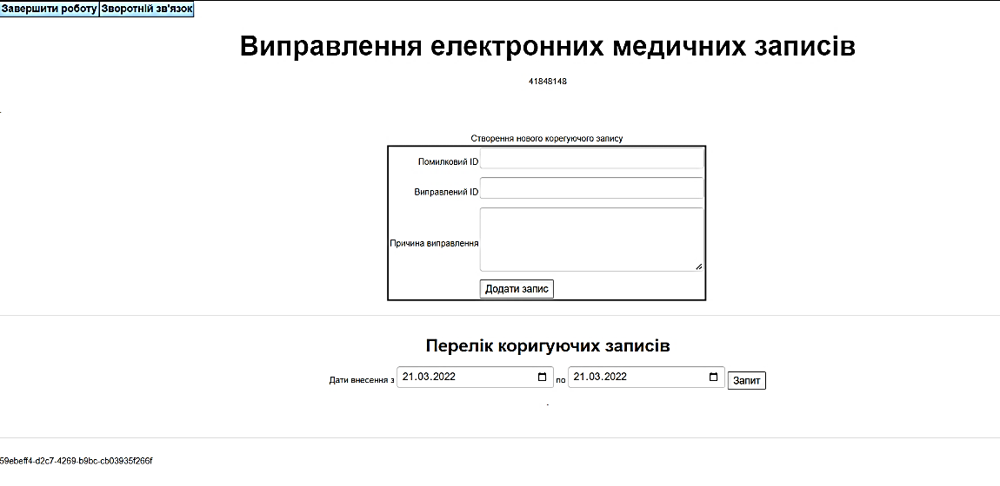 Завершити роботу Зворотній зв'язок
Виправлення електронних медичних записів
41848148
Створення нового корегуючого запису
Помилковий ID
Виправлений ID
Причина виправлення
Додати запис
Перелік коригуючих записів
Дати внесення з 21.03.2022 по 21.03.2022 Запит
59ebeff4-d2c7-4269-b9bc-cb03935f266f